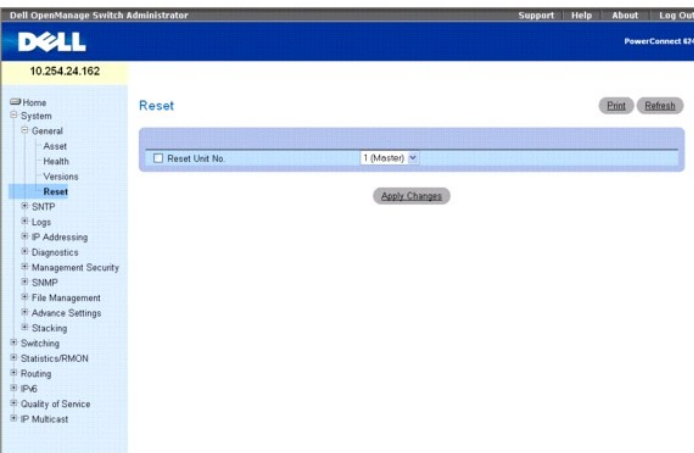 Dell OpenManage Switch Administrator
Support Help About Log Out
DELL
PowerConnect 624
10.254.24.162
Home
System
General
Asset
Health
Versions
Reset
SNTP
Logs
IP Addressing
Diagnostics
Management Security
SNMP
File Management
Advance Settings
Stacking
Switching
Statistics/RMON
Routing
IPv6
Quality of Service
IP Multicast
Reset
Print Refresh
Reset Unit No. 1 (Master)
Apply Changes